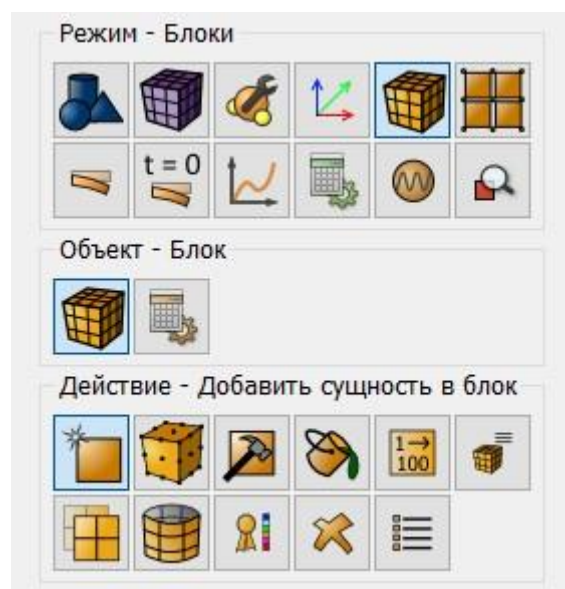 Режим - Блоки
t = 0
Объект - Блок
Действие - Добавить сущность в блок
1→
100